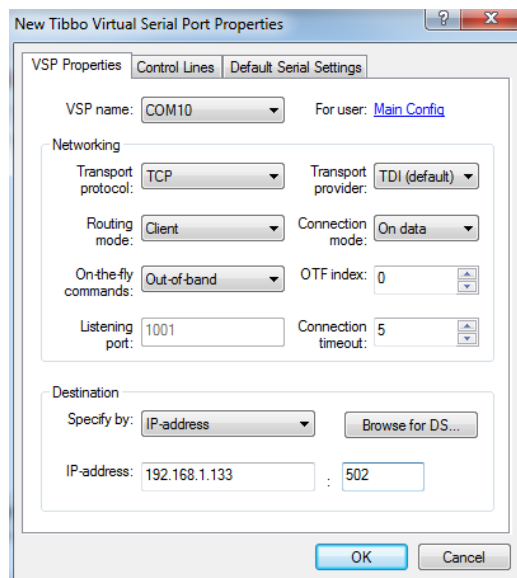 New Tibbo Virtual Serial Port Properties
VSP Properties Control Lines Default Serial Settings
VSP name: COM10 For user: Main Config
Networking
Transport protocol: TCP Transport provider: TDI (default)
Routing mode: Client Connection mode: On data
On-the-fly commands: Out-of-band OTF index: 0
Listening port: 1001 Connection timeout: 5
Destination
Specify by: IP-address Browse for DS...
IP-address: 192.168.1.133 : 502
OK Cancel